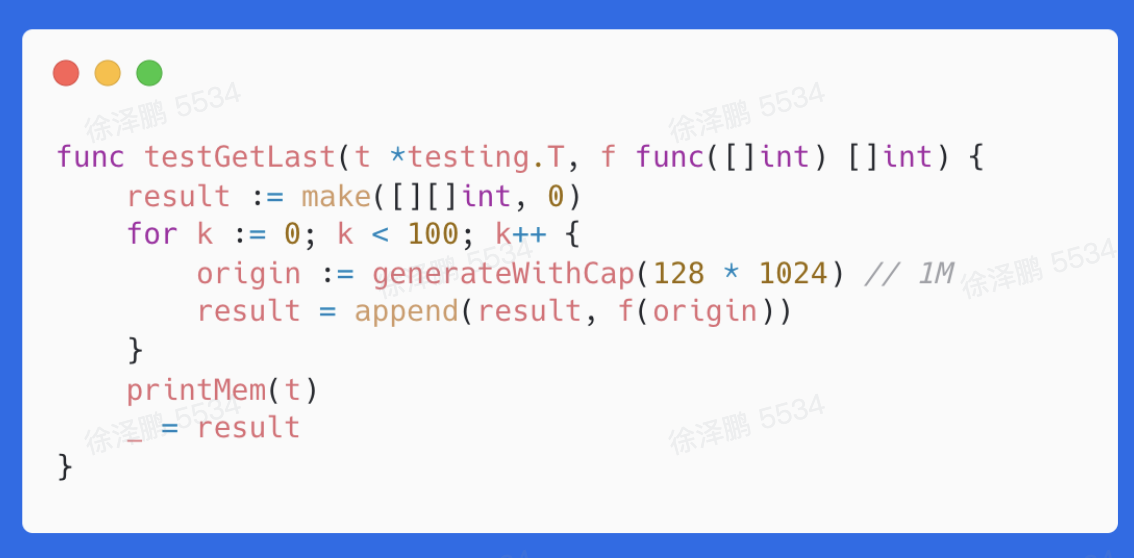 徐泽鹏 5534
徐泽鹏 5534
func testGetLast(t *testing.T, f func([]int) []int) {
    result := make([][]int, 0)
    for k := 0; k < 100; k++ {
        origin := generateWithCap(128 * 1024) // 1M
        result = append(result, f(origin))
    }
    printMem(t)
    _ = result
}
徐泽鹏 5534
徐泽鹏 5534
徐泽鹏 5534
徐泽鹏 5534